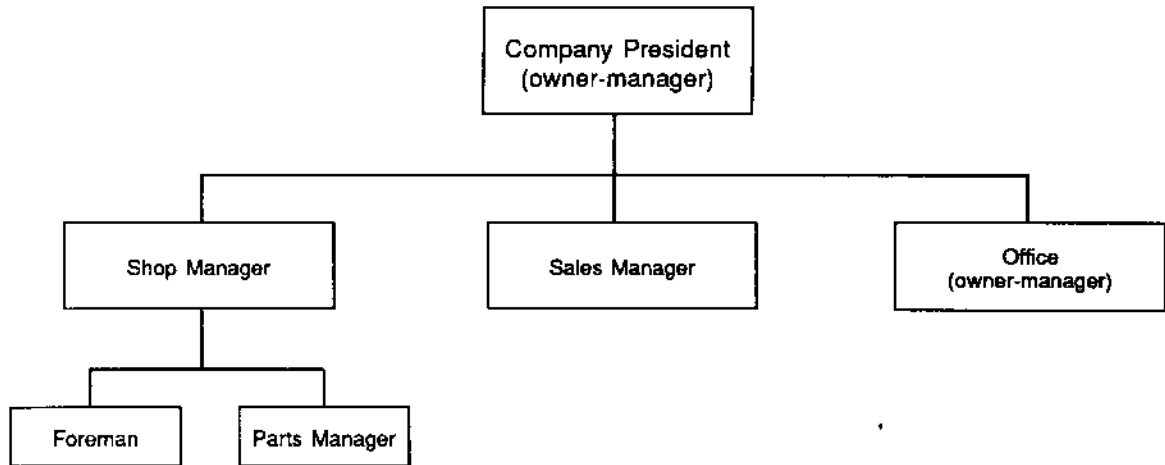 Company President
(owner-manager)
Shop Manager
Sales Manager
Office
(owner-manager)
Foreman
Parts Manager